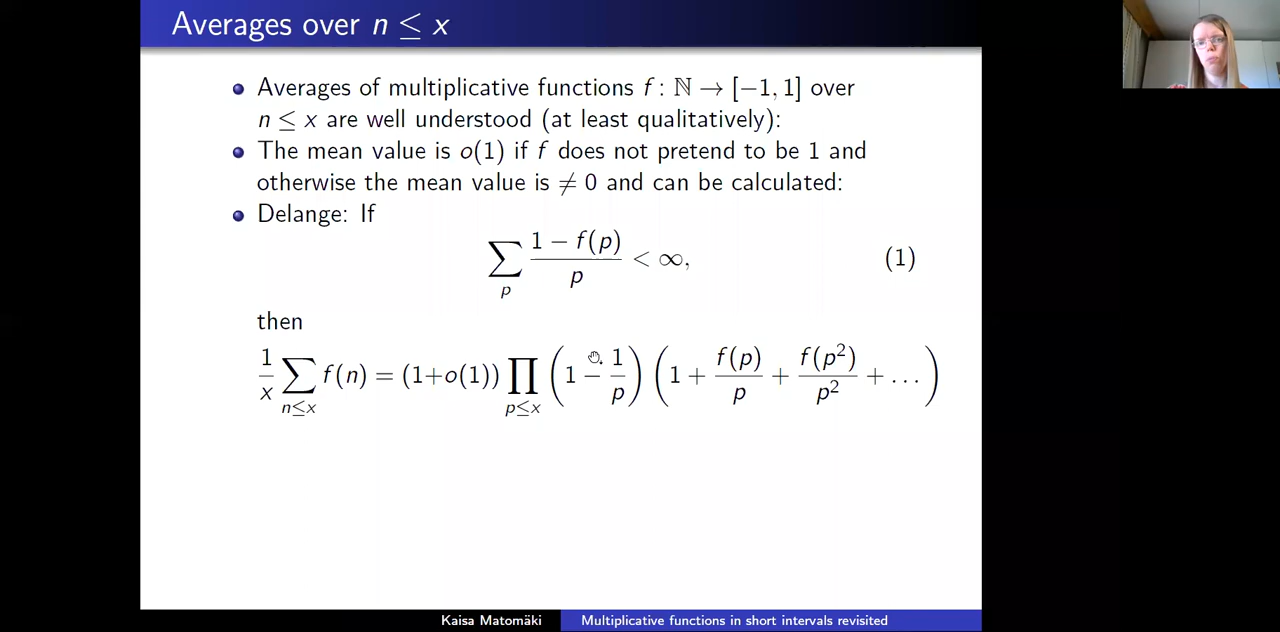 Averages over n ≤ x
Averages of multiplicative functions f : ℕ → [−1, 1] over
n ≤ x are well understood (at least qualitatively):
The mean value is o(1) if f does not pretend to be 1 and
otherwise the mean value is ≠ 0 and can be calculated:
Delange: If
∑_p (1 − f(p))/p < ∞, (1)
then
1/x ∑_{n≤x} f(n) = (1+o(1)) ∏_{p≤x} (1 − 1/p) (1 + f(p)/p + f(p²)/p² + ...)
Kaisa Matomäki Multiplicative functions in short intervals revisited